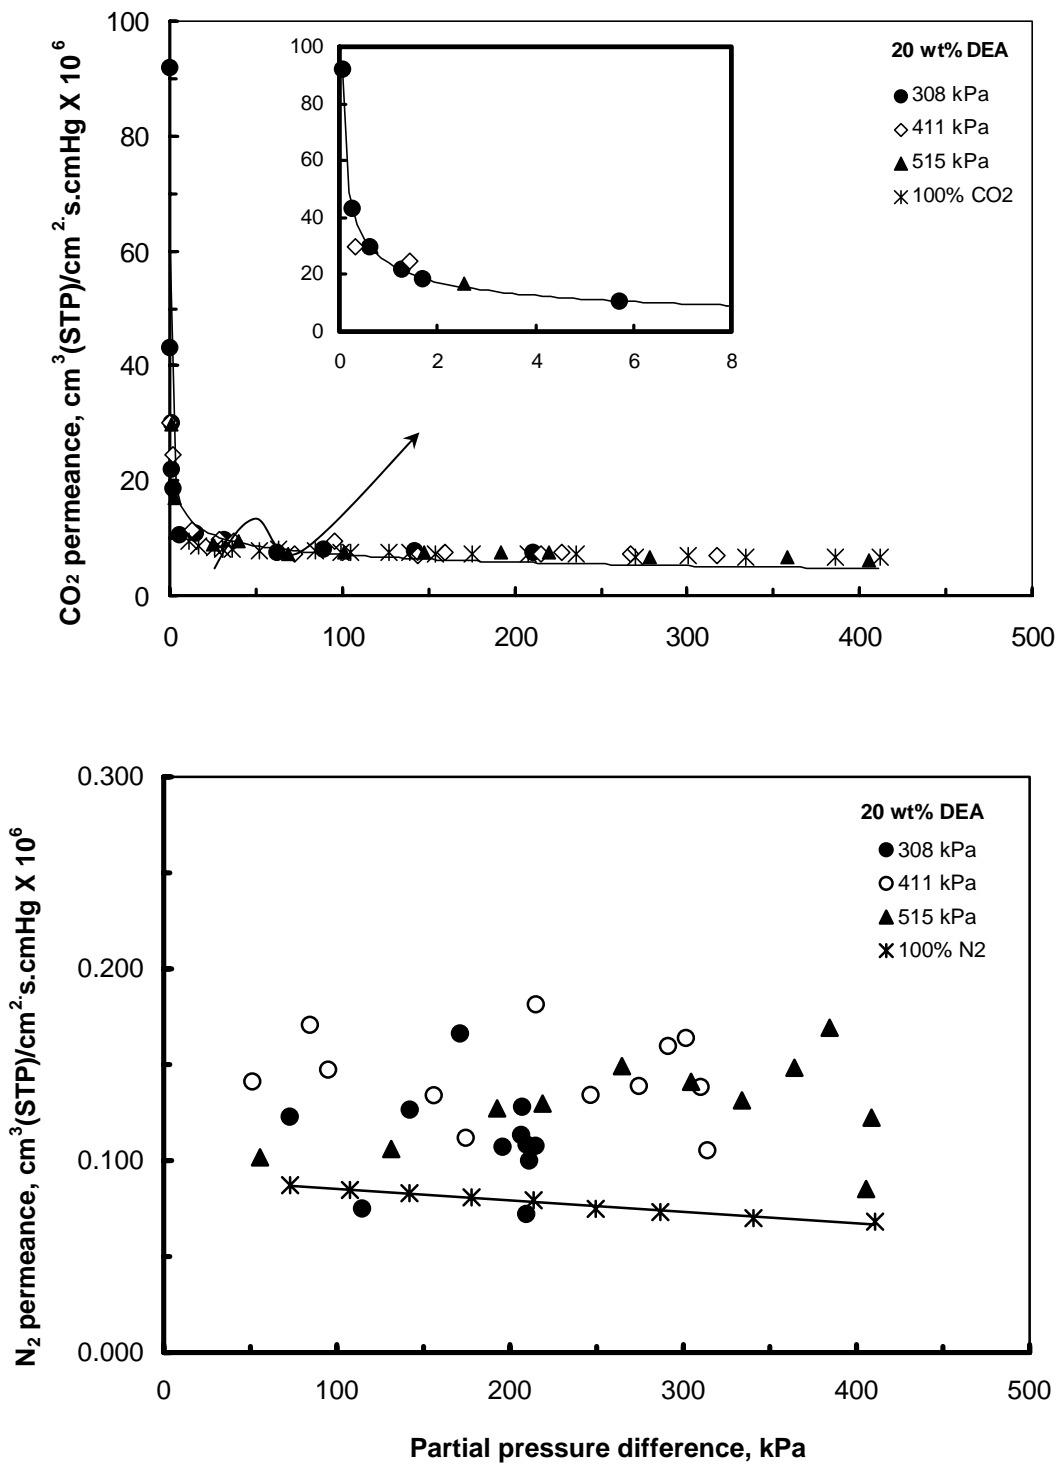 CO₂ permeance, cm³(STP)/cm²·s.cmHg X 10⁶
100
80
60
40
20
0
0 100 200 300 400 500
20 wt% DEA
308 kPa
411 kPa
515 kPa
100% CO2
100
80
60
40
20
0
0 2 4 6 8
N₂ permeance, cm³(STP)/cm²·s.cmHg X 10⁶
0.300
0.200
0.100
0.000
0 100 200 300 400 500
20 wt% DEA
308 kPa
411 kPa
515 kPa
100% N2
Partial pressure difference, kPa